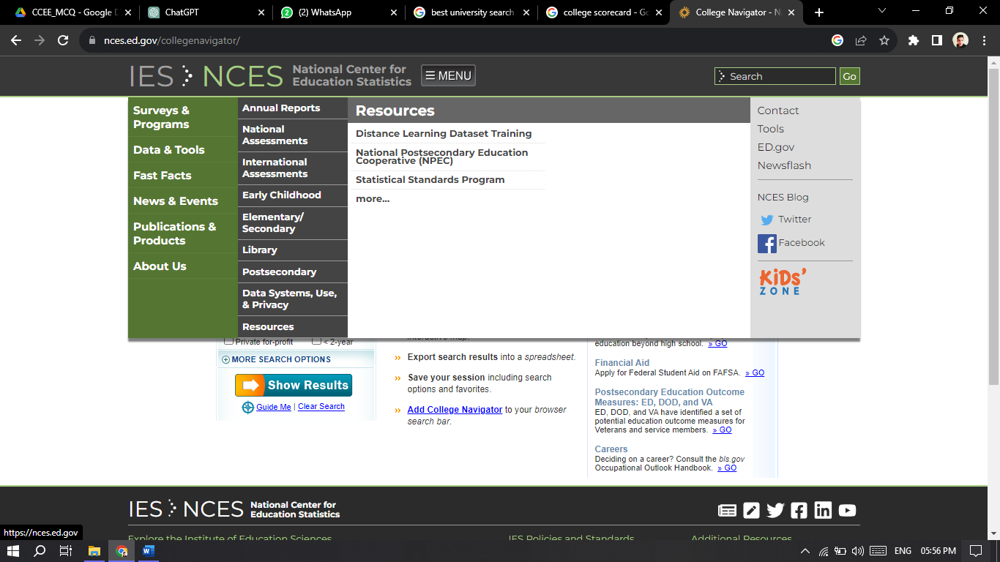 CCEE_MCQ - Google D
ChatGPT
(2) WhatsApp
best university search
college scorecard - Go
College Navigator - N
nces.ed.gov/collegenavigator/
IES NCES National Center for
Education Statistics
☰ MENU
Search
Go
Surveys &
Programs
Data & Tools
Fast Facts
News & Events
Publications &
Products
About Us
Annual Reports
National
Assessments
International
Assessments
Early Childhood
Elementary/
Secondary
Library
Postsecondary
Data Systems, Use,
& Privacy
Resources
Resources
Distance Learning Dataset Training
National Postsecondary Education
Cooperative (NPEC)
Statistical Standards Program
more...
Contact
Tools
ED.gov
Newsflash
NCES Blog
Twitter
Facebook
KiDs'
ZONE
Private for-profit
< 2-year
MORE SEARCH OPTIONS
Show Results
Guide Me | Clear Search
interactive map.
» Export search results into a spreadsheet.
» Save your session including search
options and favorites.
» Add College Navigator to your browser
search bar.
education beyond high school. » GO
Financial Aid
Apply for Federal Student Aid on FAFSA. » GO
Postsecondary Education Outcome
Measures: ED, DOD, and VA
ED, DOD, and VA have identified a set of
potential education outcome measures for
Veterans and service members. » GO
Careers
Deciding on a career? Consult the bls.gov
Occupational Outlook Handbook. » GO
IES NCES National Center for
Education Statistics
https://nces.ed.gov
Explore the Institute of Education Sciences
IES Policies and Standards
Additional Resources
ENG
05:56 PM